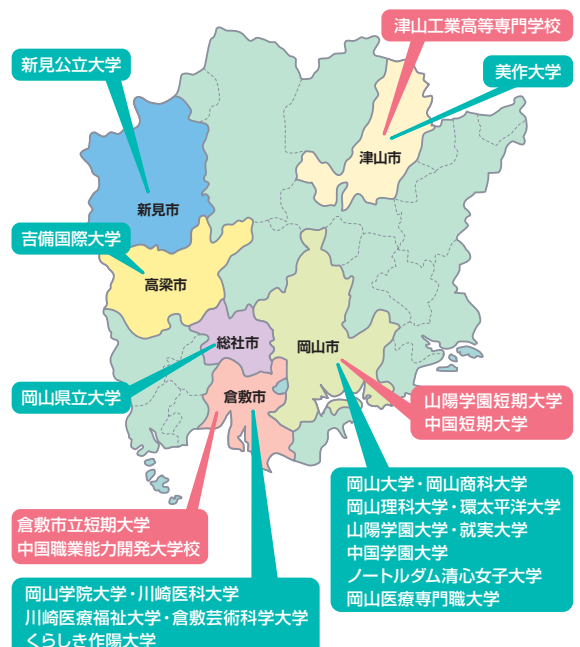 津山工業高等専門学校
新見公立大学
美作大学
津山市
新見市
吉備国際大学
高梁市
総社市
岡山市
岡山県立大学
倉敷市
山陽学園短期大学
中国短期大学
岡山大学・岡山商科大学
岡山理科大学・環太平洋大学
山陽学園大学・就実大学
中国学園大学
ノートルダム清心女子大学
岡山医療専門職大学
倉敷市立短期大学
中国職業能力開発大学校
岡山学院大学・川崎医科大学
川崎医療福祉大学・倉敷芸術科学大学
くらしき作陽大学